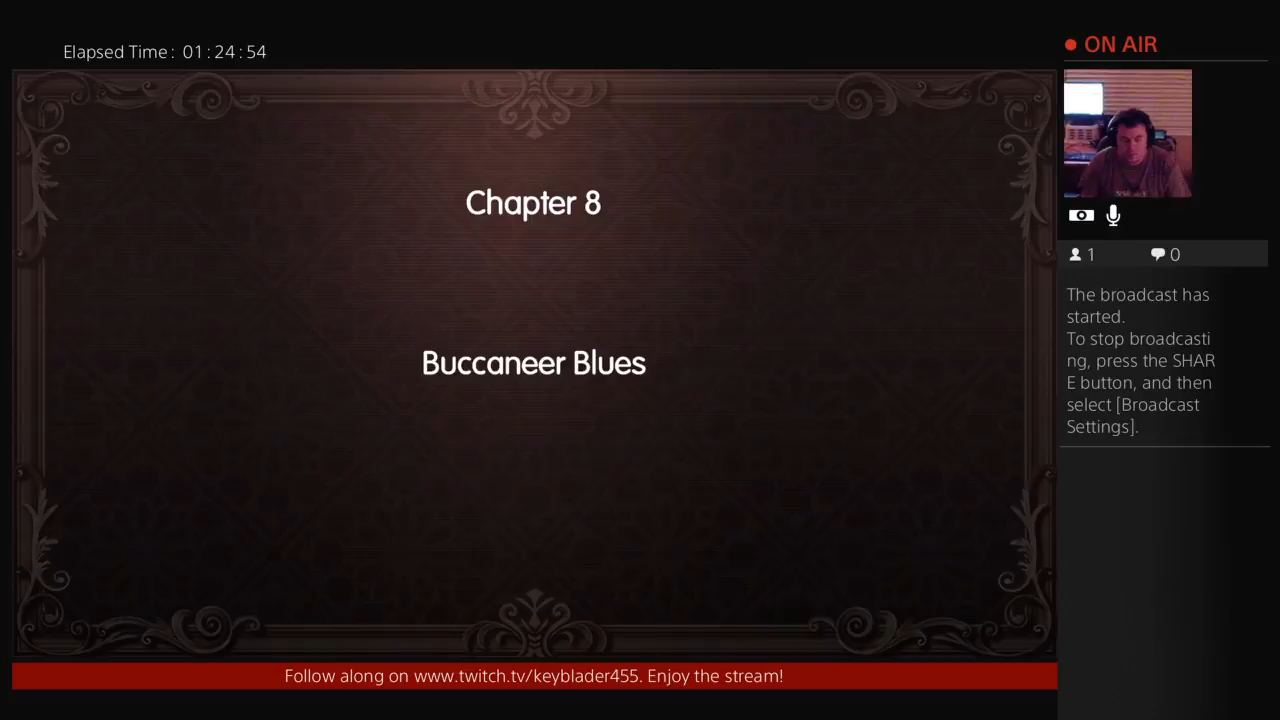 Elapsed Time: 01:24:54
ON AIR
Chapter 8
Buccaneer Blues
1 0
The broadcast has
started.
To stop broadcasti
ng, press the SHAR
E button, and then
select [Broadcast
Settings].
Follow along on www.twitch.tv/keyblader455. Enjoy the stream!